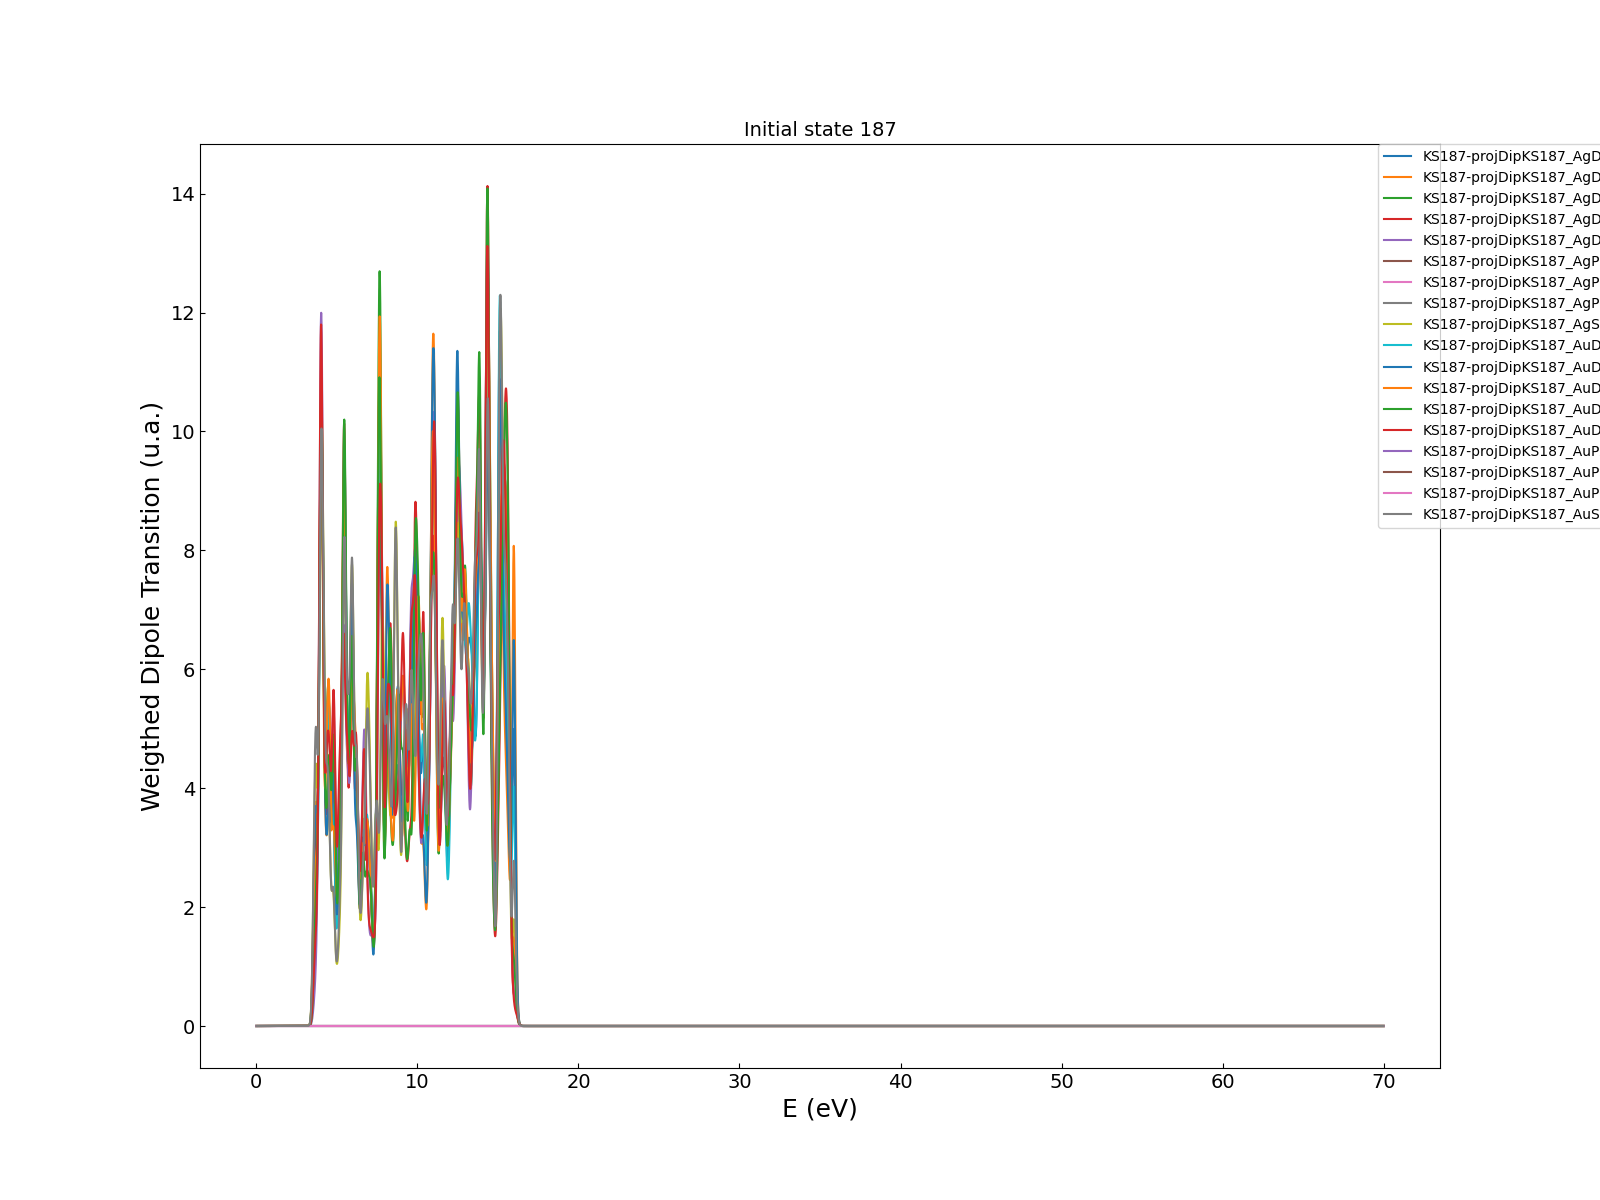 Initial state 187
KS187-projDipKS187_AgD
KS187-projDipKS187_AgD
KS187-projDipKS187_AgD
KS187-projDipKS187_AgD
KS187-projDipKS187_AgD
KS187-projDipKS187_AgP
KS187-projDipKS187_AgP
KS187-projDipKS187_AgP
KS187-projDipKS187_AgS
KS187-projDipKS187_AuD
KS187-projDipKS187_AuD
KS187-projDipKS187_AuD
KS187-projDipKS187_AuD
KS187-projDipKS187_AuD
KS187-projDipKS187_AuP
KS187-projDipKS187_AuP
KS187-projDipKS187_AuP
KS187-projDipKS187_AuS
14
12
10
8
6
4
2
0
Weigthed Dipole Transition (u.a.)
0 10 20 30 40 50 60 70
E (eV)